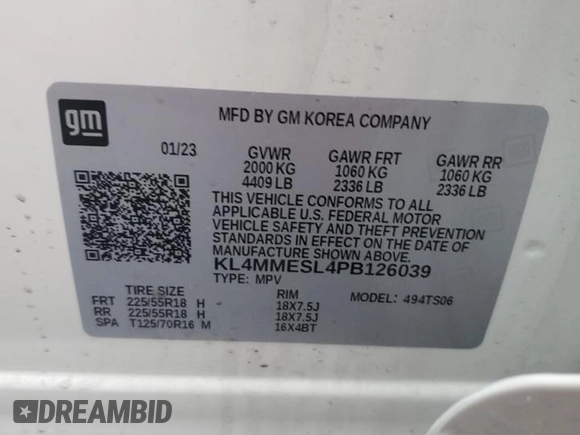 gm
MFD BY GM KOREA COMPANY
01/23 GVWR GAWR FRT GAWR RR
2000 KG 1060 KG 1060 KG
4409 LB 2336 LB 2336 LB
THIS VEHICLE CONFORMS TO ALL
APPLICABLE U.S. FEDERAL MOTOR
VEHICLE SAFETY AND THEFT PREVENTION
STANDARDS IN EFFECT ON THE DATE OF
MANUFACTURE SHOWN ABOVE.
KL4MMESL4PB126039
TYPE: MPV
TIRE SIZE RIM MODEL: 494TS06
FRT 225/55R18 H 18X7.5J
RR 225/55R18 H 18X7.5J
SPA T125/70R16 M 16X4BT
DREAMBID